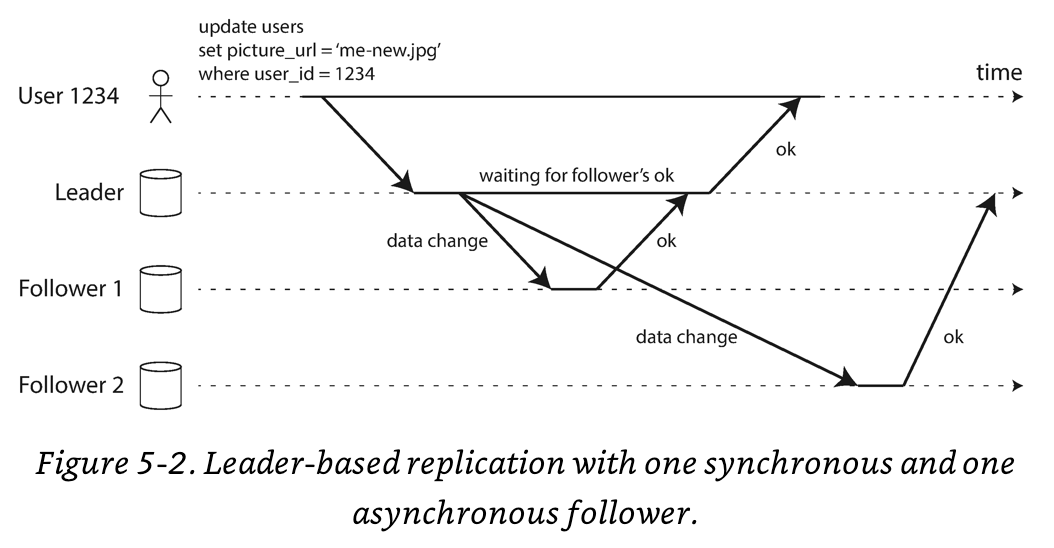 update users
set picture_url = ‘me-new.jpg’
where user_id = 1234
time
User 1234
ok
waiting for follower’s ok
Leader
data change
ok
Follower 1
data change
ok
Follower 2
Figure 5-2. Leader-based replication with one synchronous and one
asynchronous follower.